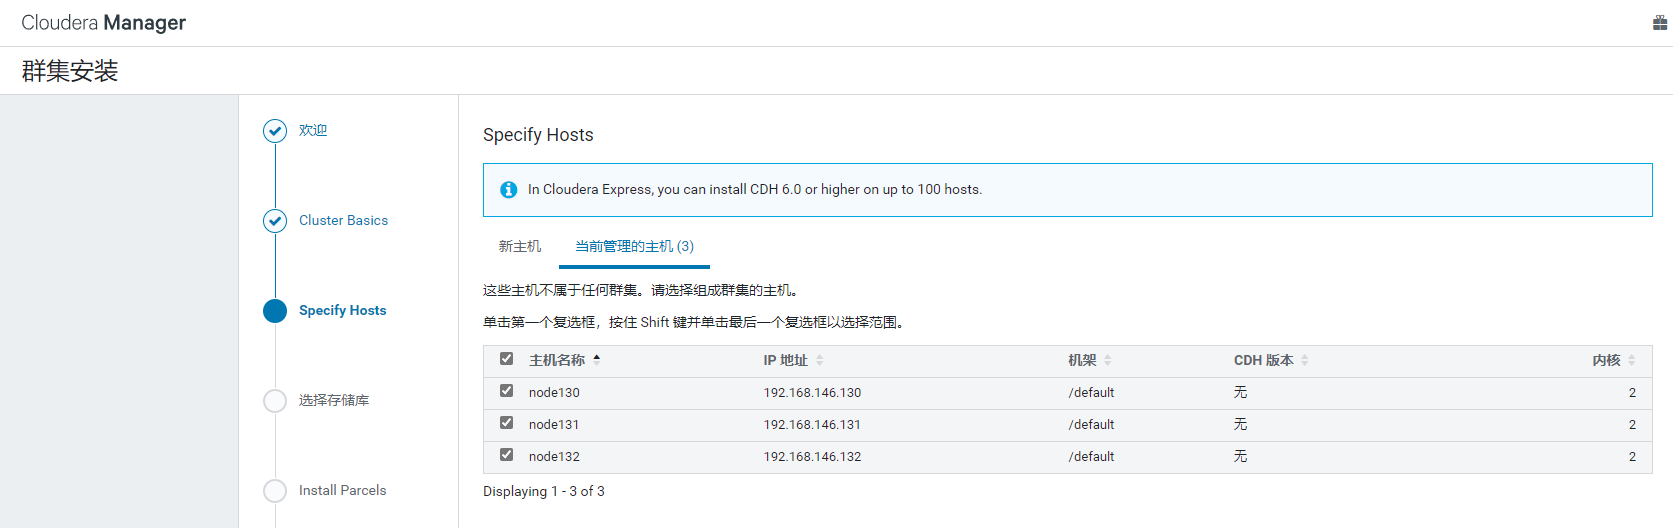 Cloudera Manager
群集安装
欢迎
Cluster Basics
Specify Hosts
选择存储库
Install Parcels
Specify Hosts
In Cloudera Express, you can install CDH 6.0 or higher on up to 100 hosts.
新主机 当前管理的主机 (3)
这些主机不属于任何群集。请选择组成群集的主机。
单击第一个复选框，按住 Shift 键并单击最后一个复选框以选择范围。
主机名称 IP 地址 机架 CDH 版本 内核
node130 192.168.146.130 /default 无 2
node131 192.168.146.131 /default 无 2
node132 192.168.146.132 /default 无 2
Displaying 1 - 3 of 3